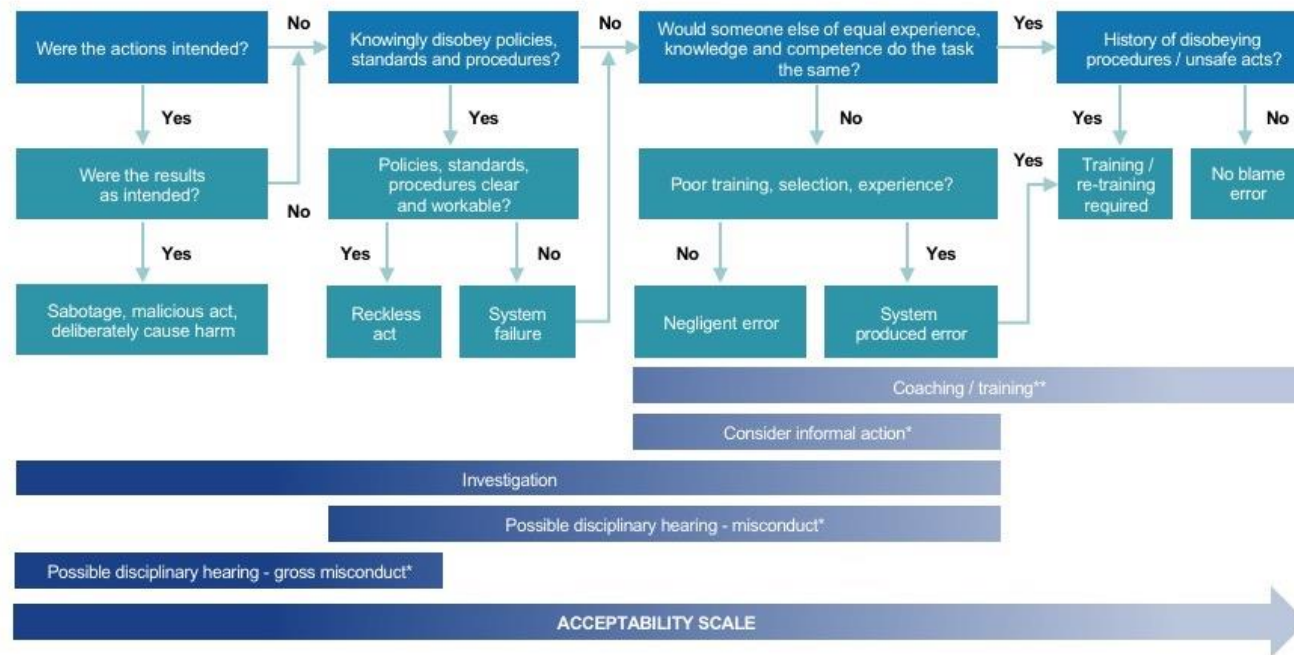 No
No
Yes
Were the actions intended?
Knowingly disobey policies,
standards and procedures?
Would someone else of equal experience,
knowledge and competence do the task
the same?
History of disobeying
procedures / unsafe acts?
Yes
Yes
No
Yes
No
Were the results
as intended?
No
Policies, standards,
procedures clear
and workable?
Poor training, selection, experience?
Yes
Training /
re-training
required
No blame
error
Yes
Yes
No
No
Yes
Sabotage, malicious act,
deliberately cause harm
Reckless
act
System
failure
Negligent error
System
produced error
Coaching / training**
Consider informal action*
Investigation
Possible disciplinary hearing - misconduct*
Possible disciplinary hearing - gross misconduct*
ACCEPTABILITY SCALE